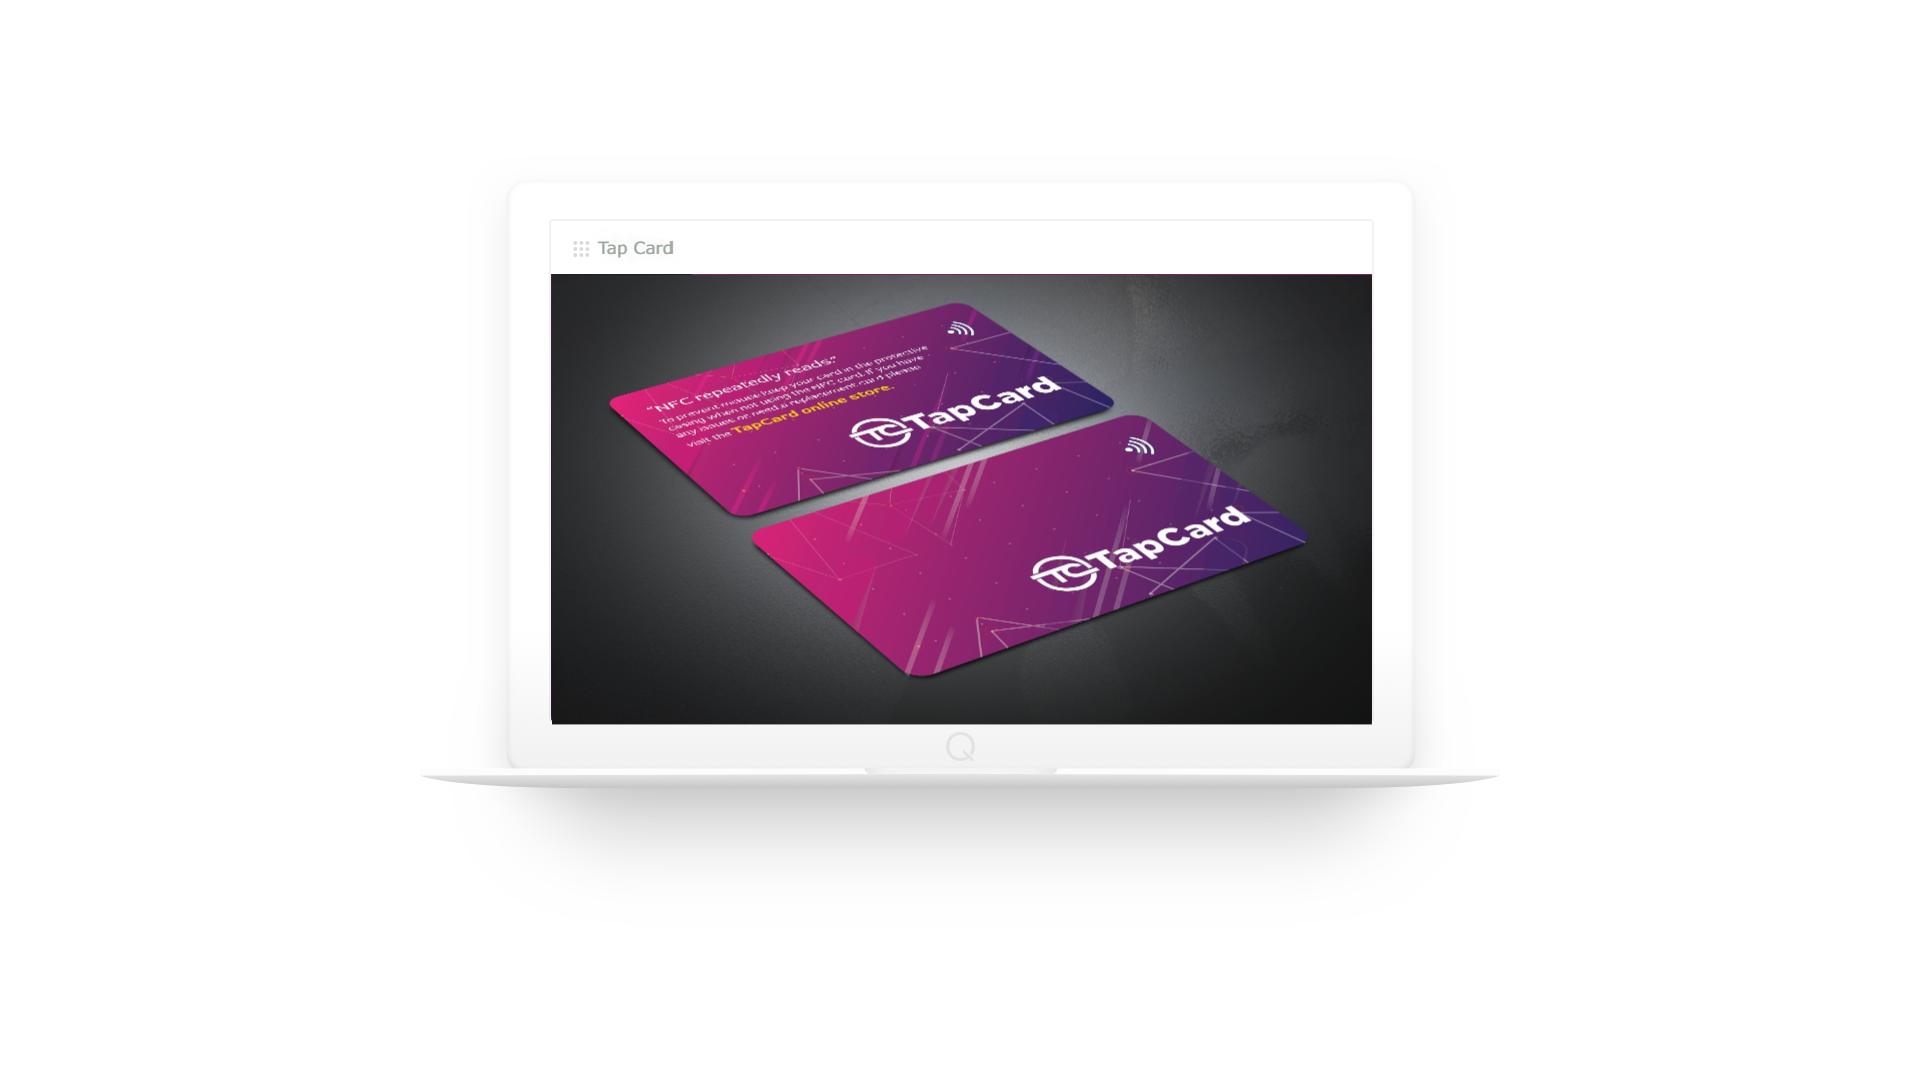 Tap Card
“NFC repeatedly reads.”
To prevent misuse keep your card in the protective
casing when not using the NFC card. If you have
any issues or need a replacement card please
visit the TapCard online store.
TC TapCard
TC TapCard